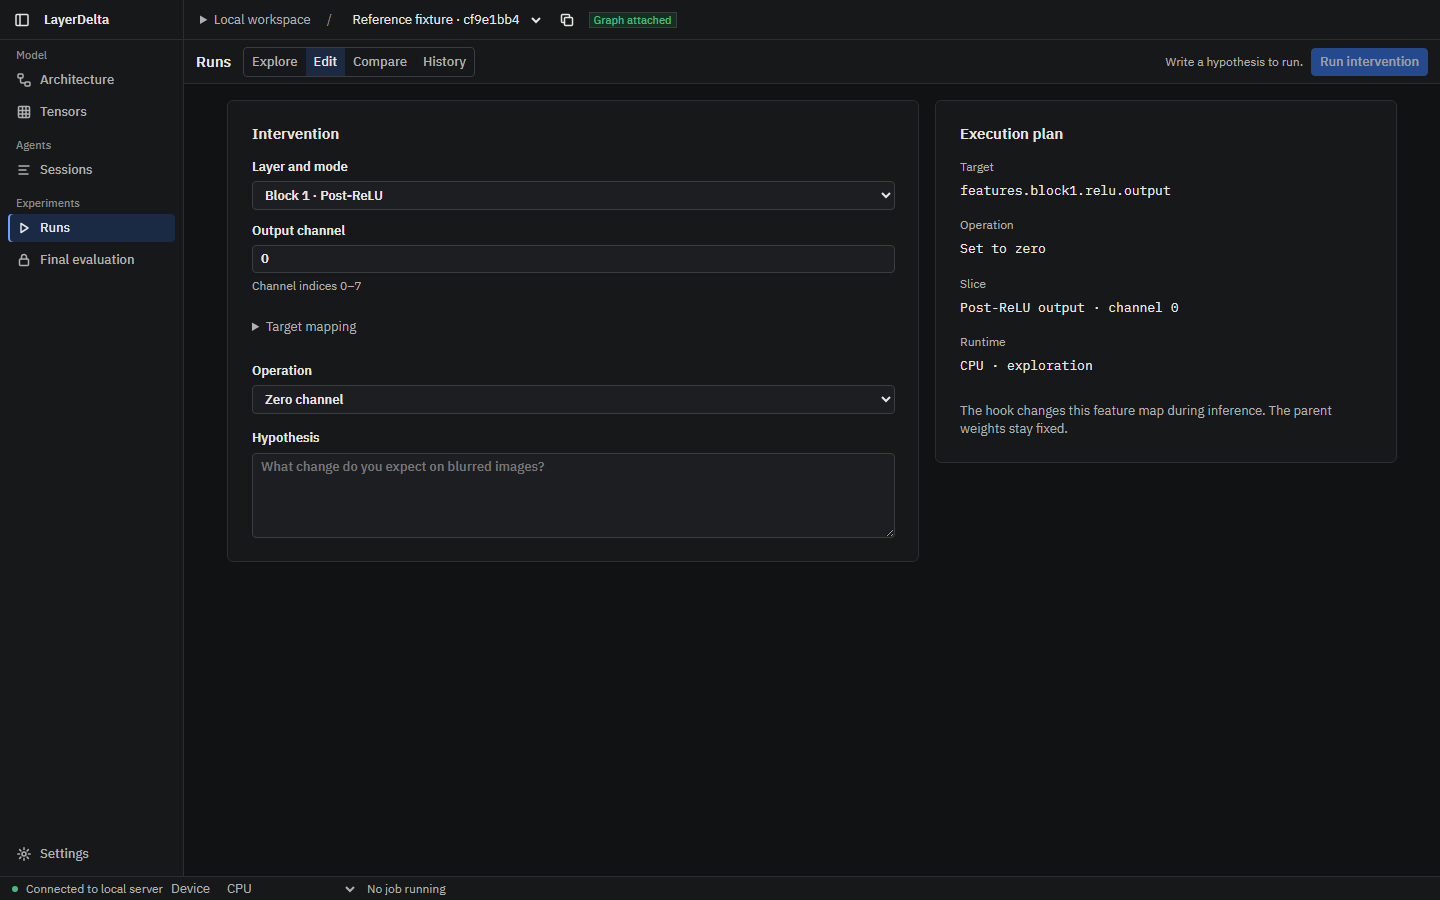 LayerDelta
Local workspace / Reference fixture · cf9e1bb4 Graph attached
Model
Architecture
Tensors
Agents
Sessions
Experiments
Runs
Final evaluation
Settings
Runs Explore Edit Compare History Write a hypothesis to run. Run intervention
Intervention
Layer and mode
Block 1 · Post-ReLU
Output channel
0
Channel indices 0–7
Target mapping
Operation
Zero channel
Hypothesis
What change do you expect on blurred images?
Execution plan
Target
features.block1.relu.output
Operation
Set to zero
Slice
Post-ReLU output · channel 0
Runtime
CPU · exploration
The hook changes this feature map during inference. The parent
weights stay fixed.
Connected to local server Device CPU No job running